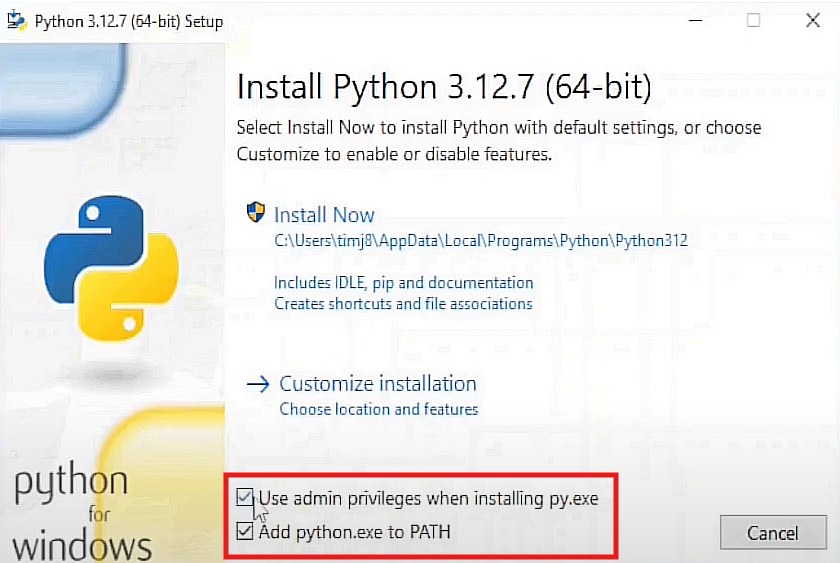 Python 3.12.7 (64-bit) Setup
Install Python 3.12.7 (64-bit)
Select Install Now to install Python with default settings, or choose
Customize to enable or disable features.
Install Now
C:\Users\timj8\AppData\Local\Programs\Python\Python312
Includes IDLE, pip and documentation
Creates shortcuts and file associations
Customize installation
Choose location and features
Use admin privileges when installing py.exe
Add python.exe to PATH
Cancel
python
for
windows